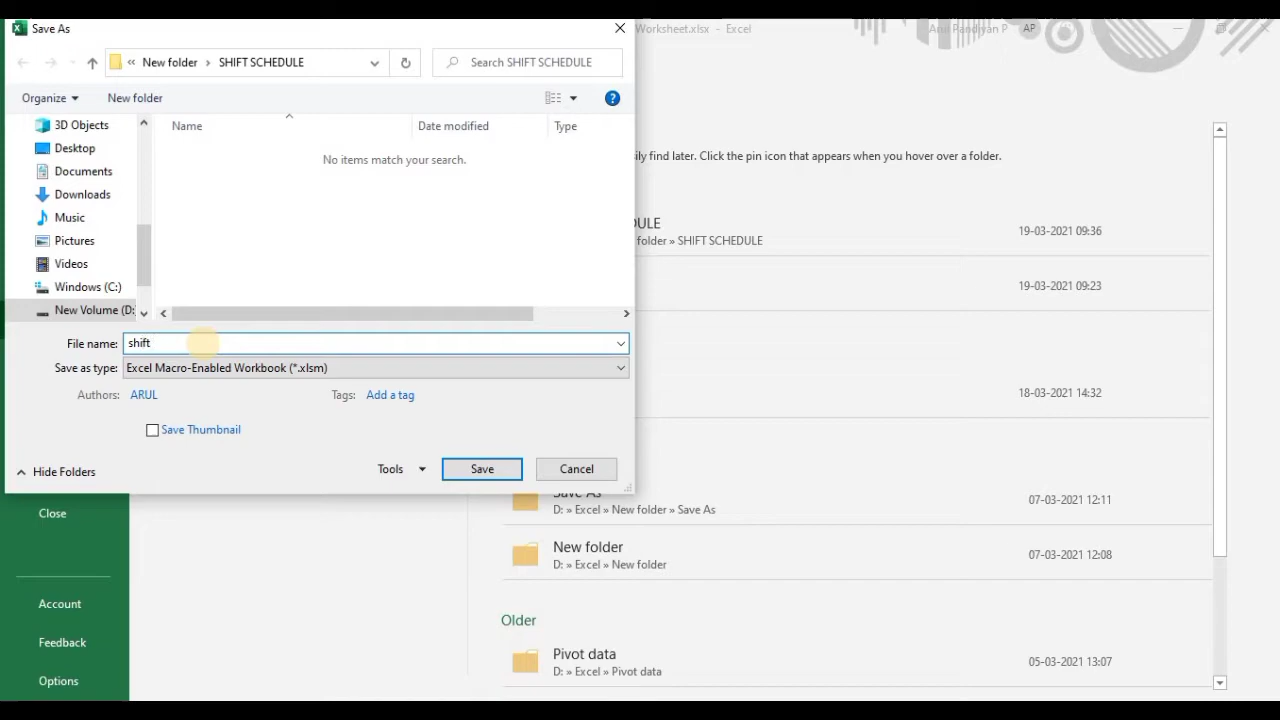 Save As
Worksheet.xlsx - Excel
Arul Pandiyan P AP
« New folder › SHIFT SCHEDULE
Search SHIFT SCHEDULE
Organize
New folder
?
3D Objects
Desktop
Documents
Downloads
Music
Pictures
Videos
Windows (C:)
New Volume (D:
Name
Date modified
Type
No items match your search.
File name: shift
Save as type: Excel Macro-Enabled Workbook (*.xlsm)
Authors: ARUL
Tags: Add a tag
Save Thumbnail
Hide Folders
Tools
Save
Cancel
ily find later. Click the pin icon that appears when you hover over a folder.
DULE
folder » SHIFT SCHEDULE
19-03-2021 09:36
19-03-2021 09:23
18-03-2021 14:32
Save As
D: » Excel » New folder » Save As
07-03-2021 12:11
New folder
D: » Excel » New folder
07-03-2021 12:08
Older
Pivot data
D: » Excel » Pivot data
05-03-2021 13:07
Close
Account
Feedback
Options